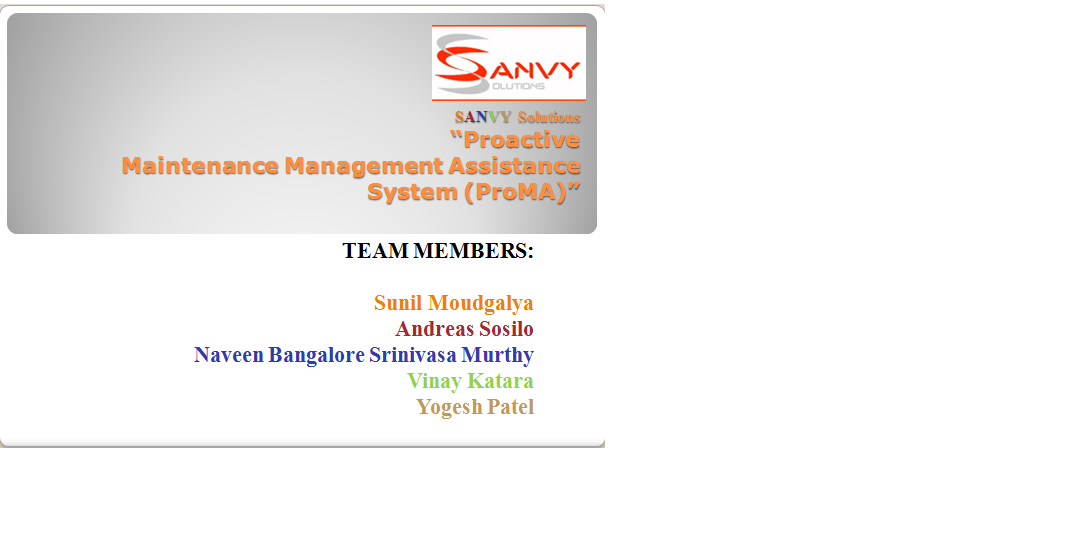 SANVY
SOLUTIONS
SANVY Solutions
“Proactive
Maintenance Management Assistance
System (ProMA)”
TEAM MEMBERS:
Sunil Moudgalya
Andreas Sosilo
Naveen Bangalore Srinivasa Murthy
Vinay Katara
Yogesh Patel